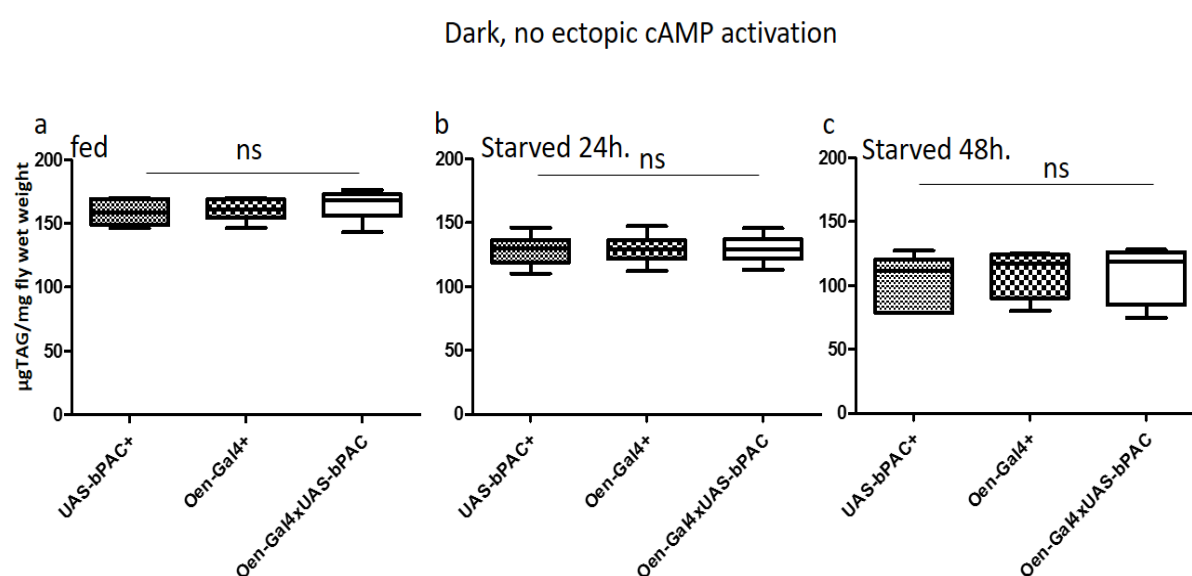 Dark, no ectopic cAMP activation
a
fed
ns
µgTAG/mg fly wet weight
200
150
100
50
0
UAS-bPAC+
Oen-Gal4+
Oen-Gal4xUAS-bPAC
b
Starved 24h.
ns
200
150
100
50
0
UAS-bPAC+
Oen-Gal4+
Oen-Gal4xUAS-bPAC
c
Starved 48h.
ns
200
150
100
50
0
UAS-bPAC+
Oen-Gal4+
Oen-Gal4xUAS-bPAC